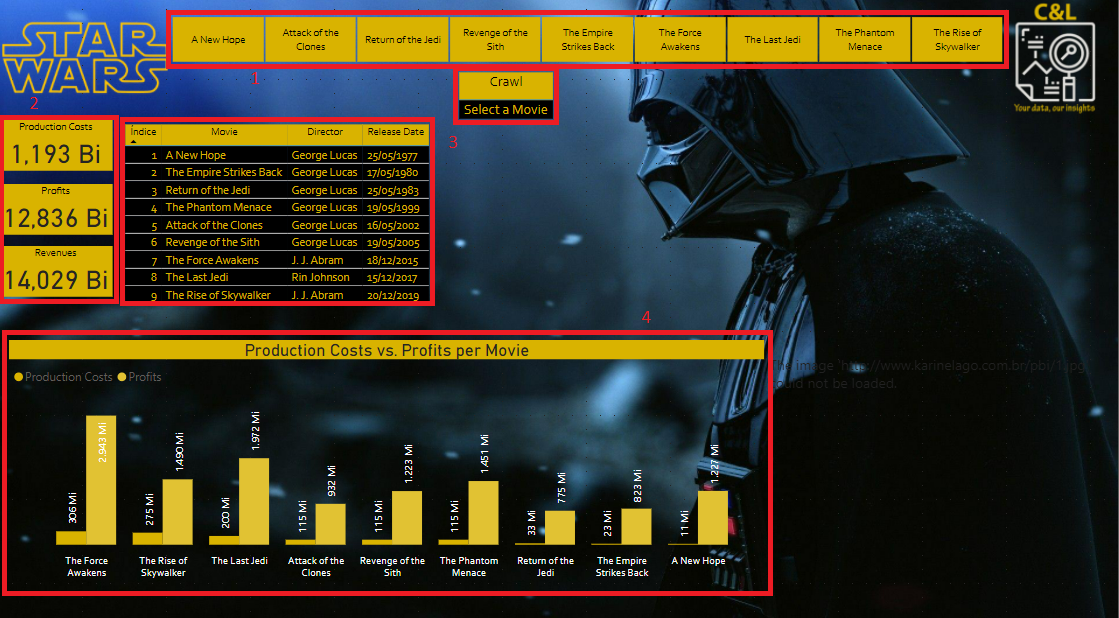 STAR
WARS
A New Hope
Attack of the
Clones
Return of the Jedi
Revenge of the
Sith
The Empire
Strikes Back
The Force
Awakens
The Last Jedi
The Phantom
Menace
The Rise of
Skywalker
C&L
Your data, our insights
1
Crawl
Select a Movie
3
2
Production Costs
1,193 Bi
Profits
12,836 Bi
Revenues
14,029 Bi
Índice Movie Director Release Date
1 A New Hope George Lucas 25/05/1977
2 The Empire Strikes Back George Lucas 17/05/1980
3 Return of the Jedi George Lucas 25/05/1983
4 The Phantom Menace George Lucas 19/05/1999
5 Attack of the Clones George Lucas 16/05/2002
6 Revenge of the Sith George Lucas 19/05/2005
7 The Force Awakens J. J. Abram 18/12/2015
8 The Last Jedi Rin Johnson 15/12/2017
9 The Rise of Skywalker J. J. Abram 20/12/2019
4
Production Costs vs. Profits per Movie
Production Costs Profits
306 Mi
2.943 Mi
275 Mi
1.490 Mi
200 Mi
1.972 Mi
115 Mi
932 Mi
115 Mi
1.223 Mi
115 Mi
1.451 Mi
33 Mi
775 Mi
23 Mi
823 Mi
11 Mi
1.227 Mi
The Force
Awakens
The Rise of
Skywalker
The Last Jedi
Attack of the
Clones
Revenge of the
Sith
The Phantom
Menace
Return of the
Jedi
The Empire
Strikes Back
A New Hope
The image 'http://www.karinelago.com.br/pbi/1.jpg'
could not be loaded.